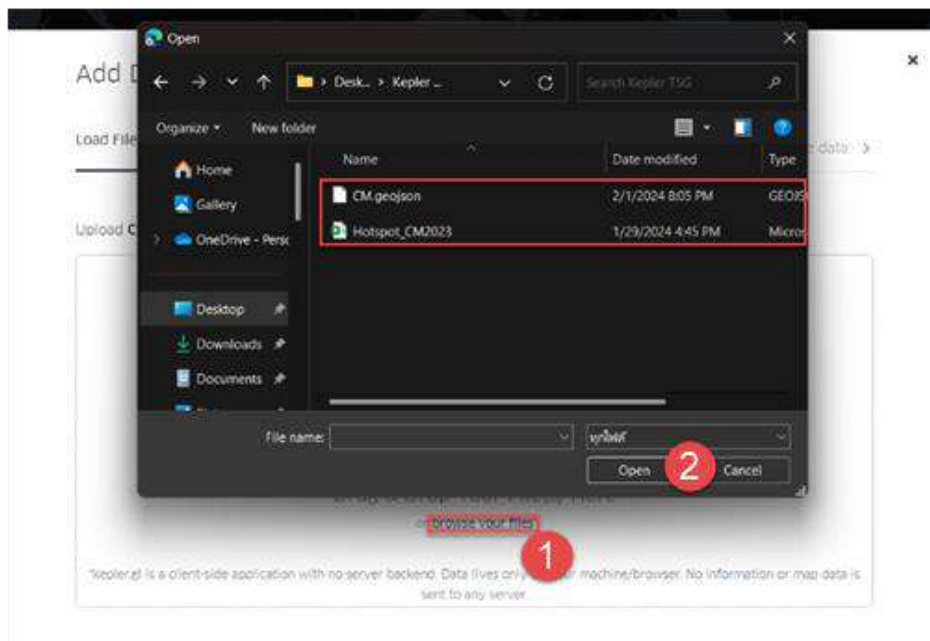 Open
Add D
Desk... > Kepler ...
Search Kepler TSG
Organize
New folder
Load File
data
Name
Date modified
Type
Home
CM.geojson
2/1/2024 8:05 PM
GEOJS
Gallery
Upload C
Hotspot_CM2023
1/29/2024 4:45 PM
Micros
OneDrive - Perso
Desktop
Downloads
Documents
File name:
ทุกไฟล์
Open
2
Cancel
or browse your files
1
*kepler.gl is a client-side application with no server backend. Data lives only machine/browser. No information or map data is
sent to any server